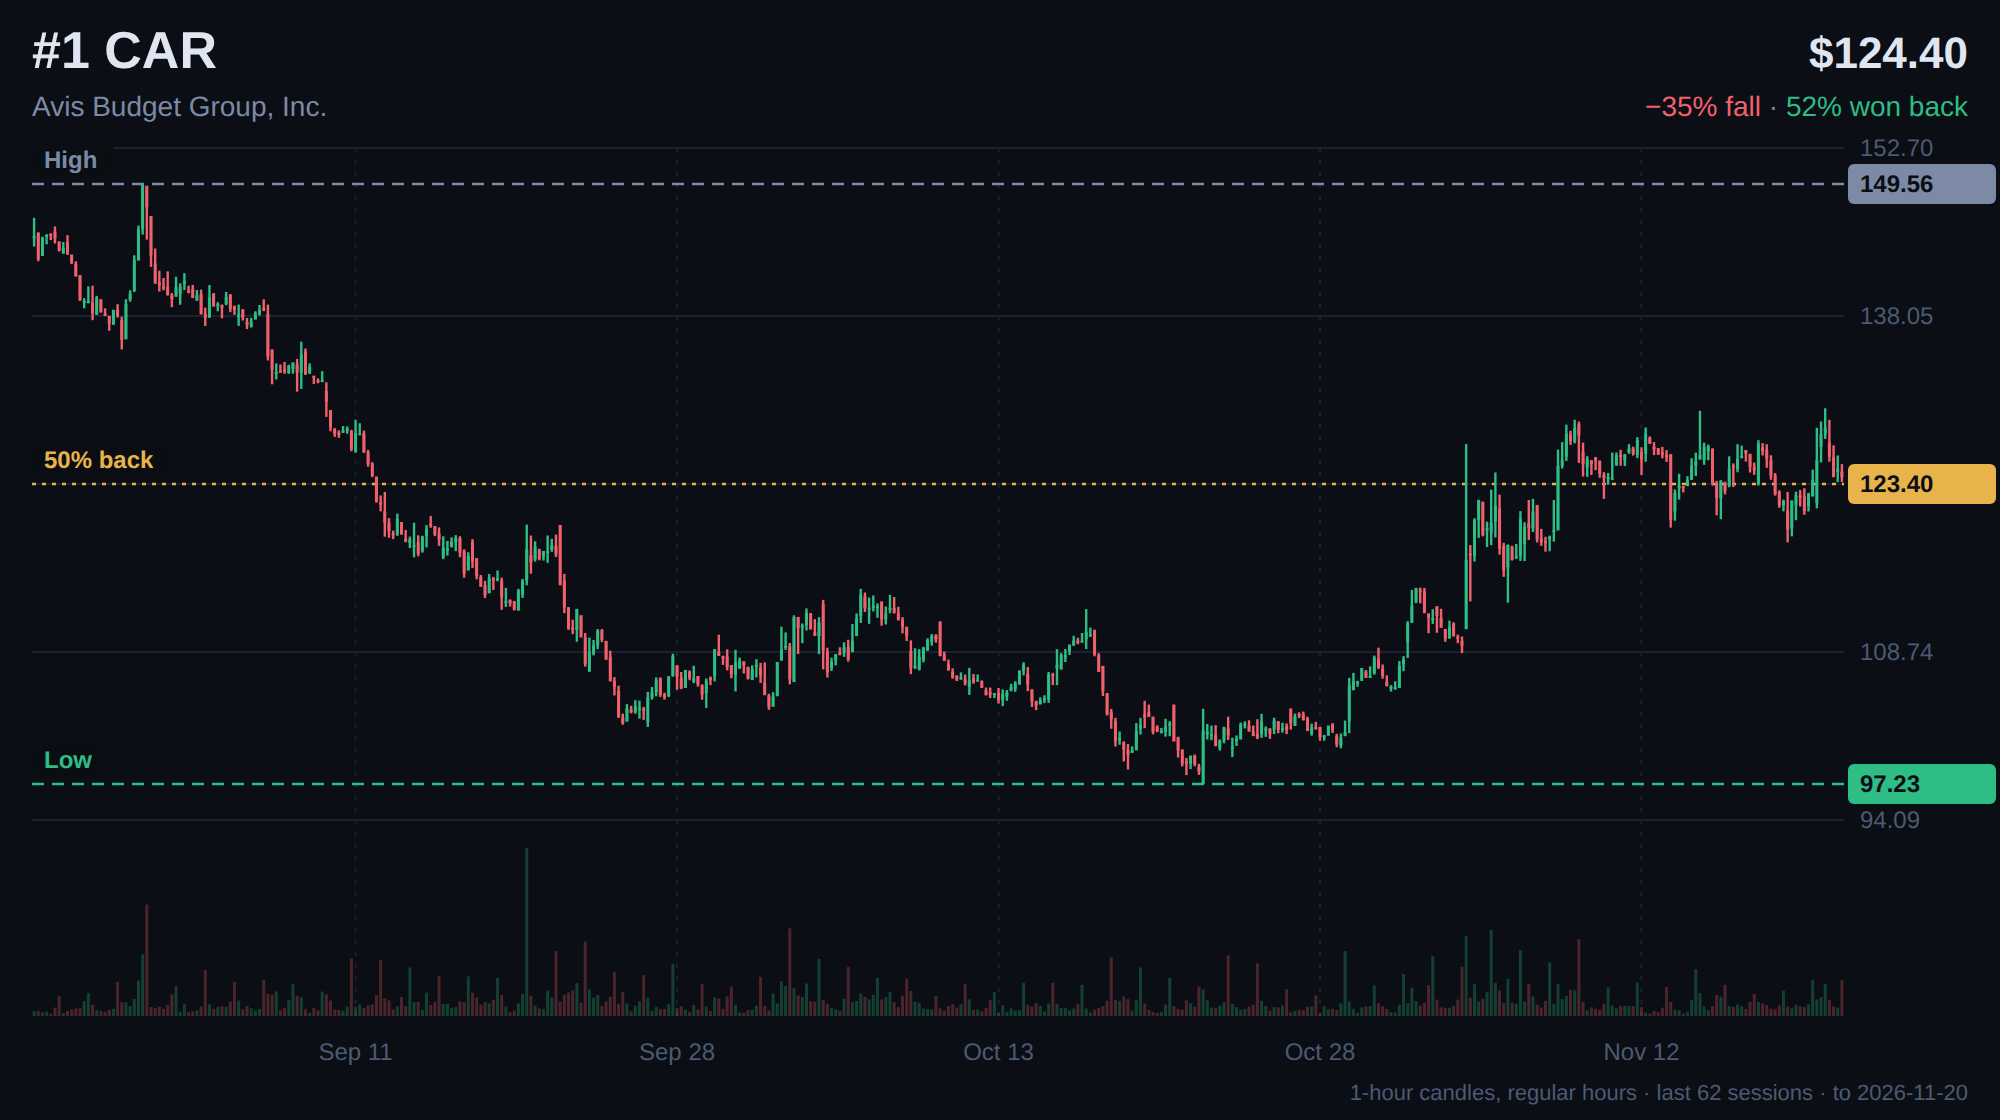 #1 CAR
$124.40
Avis Budget Group, Inc.
−35% fall · 52% won back
High
152.70
149.56
138.05
50% back
123.40
108.74
Low
97.23
94.09
Sep 11
Sep 28
Oct 13
Oct 28
Nov 12
1-hour candles, regular hours · last 62 sessions · to 2026-11-20